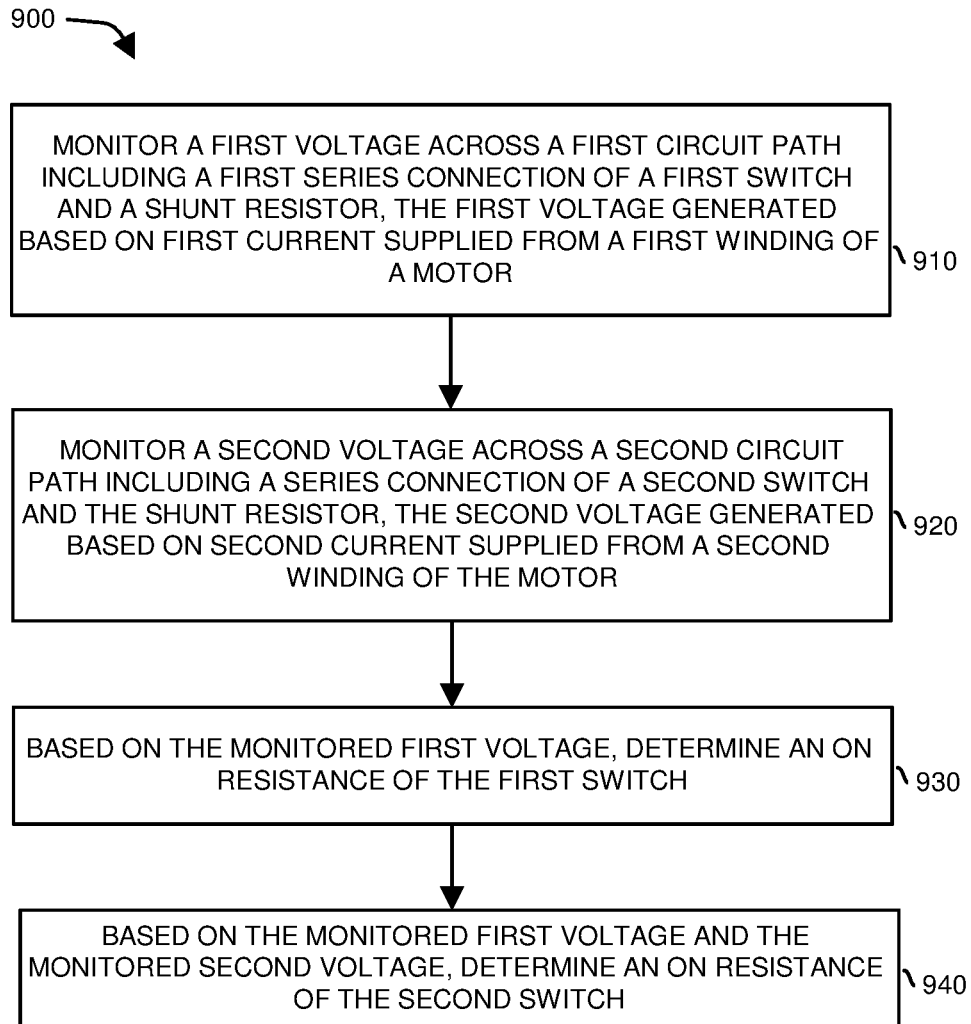 900
MONITOR A FIRST VOLTAGE ACROSS A FIRST CIRCUIT PATH
INCLUDING A FIRST SERIES CONNECTION OF A FIRST SWITCH
AND A SHUNT RESISTOR, THE FIRST VOLTAGE GENERATED
BASED ON FIRST CURRENT SUPPLIED FROM A FIRST WINDING OF
A MOTOR
910
MONITOR A SECOND VOLTAGE ACROSS A SECOND CIRCUIT
PATH INCLUDING A SERIES CONNECTION OF A SECOND SWITCH
AND THE SHUNT RESISTOR, THE SECOND VOLTAGE GENERATED
BASED ON SECOND CURRENT SUPPLIED FROM A SECOND
WINDING OF THE MOTOR
920
BASED ON THE MONITORED FIRST VOLTAGE, DETERMINE AN ON
RESISTANCE OF THE FIRST SWITCH
930
BASED ON THE MONITORED FIRST VOLTAGE AND THE
MONITORED SECOND VOLTAGE, DETERMINE AN ON RESISTANCE
OF THE SECOND SWITCH
940